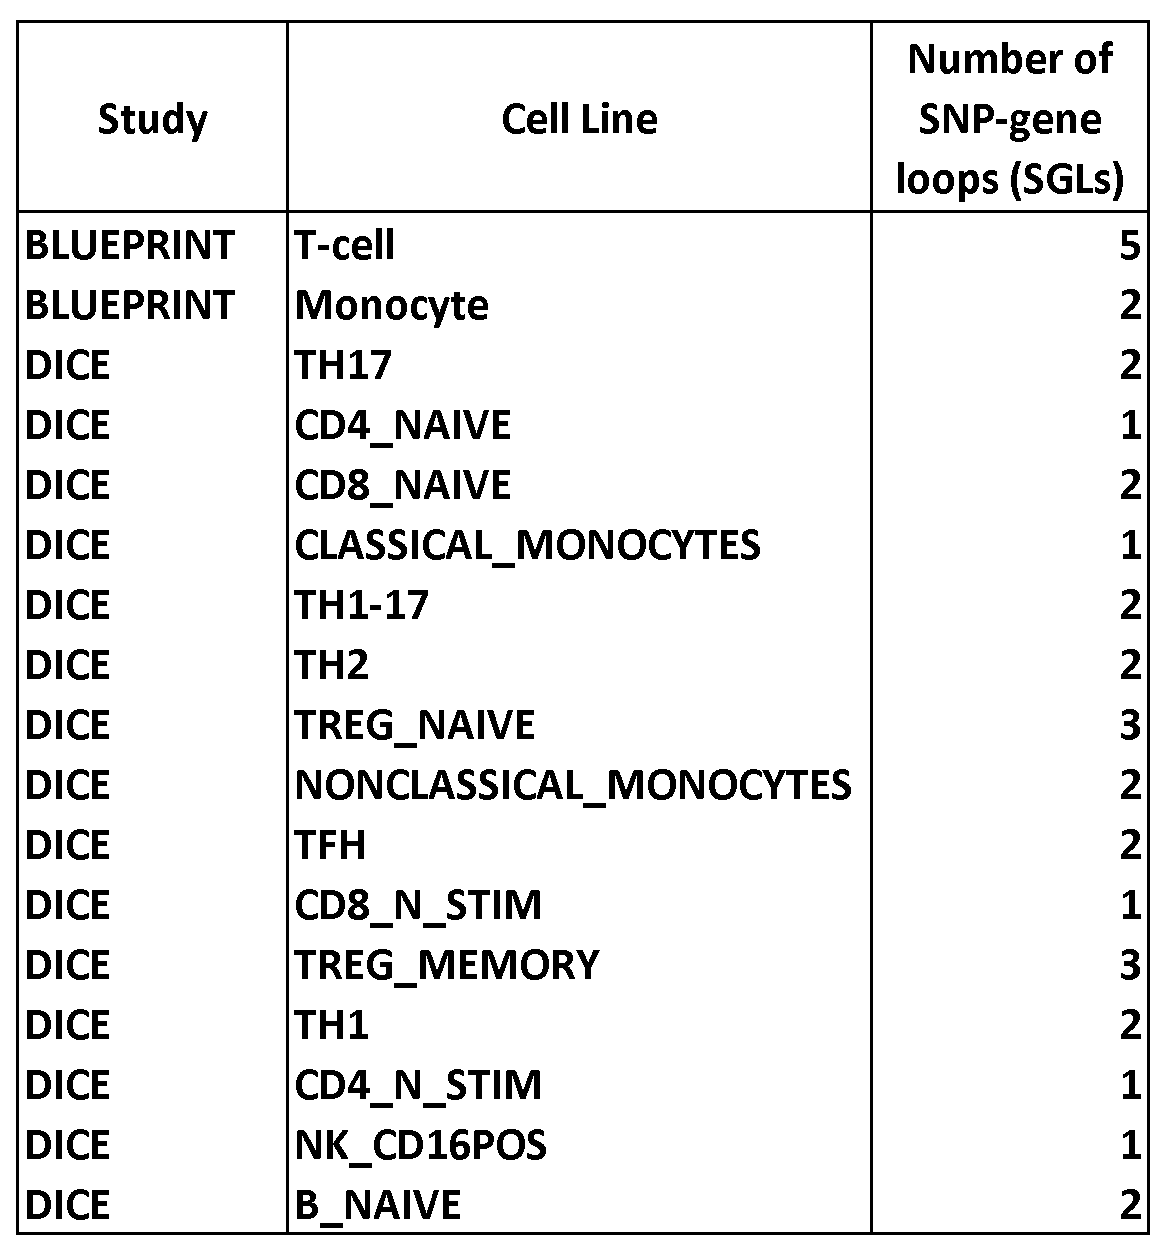 Study Cell Line Number of SNP-gene loops (SGLs)
BLUEPRINT T-cell 5
BLUEPRINT Monocyte 2
DICE TH17 2
DICE CD4_NAIVE 1
DICE CD8_NAIVE 2
DICE CLASSICAL_MONOCYTES 1
DICE TH1-17 2
DICE TH2 2
DICE TREG_NAIVE 3
DICE NONCLASSICAL_MONOCYTES 2
DICE TFH 2
DICE CD8_N_STIM 1
DICE TREG_MEMORY 3
DICE TH1 2
DICE CD4_N_STIM 1
DICE NK_CD16POS 1
DICE B_NAIVE 2